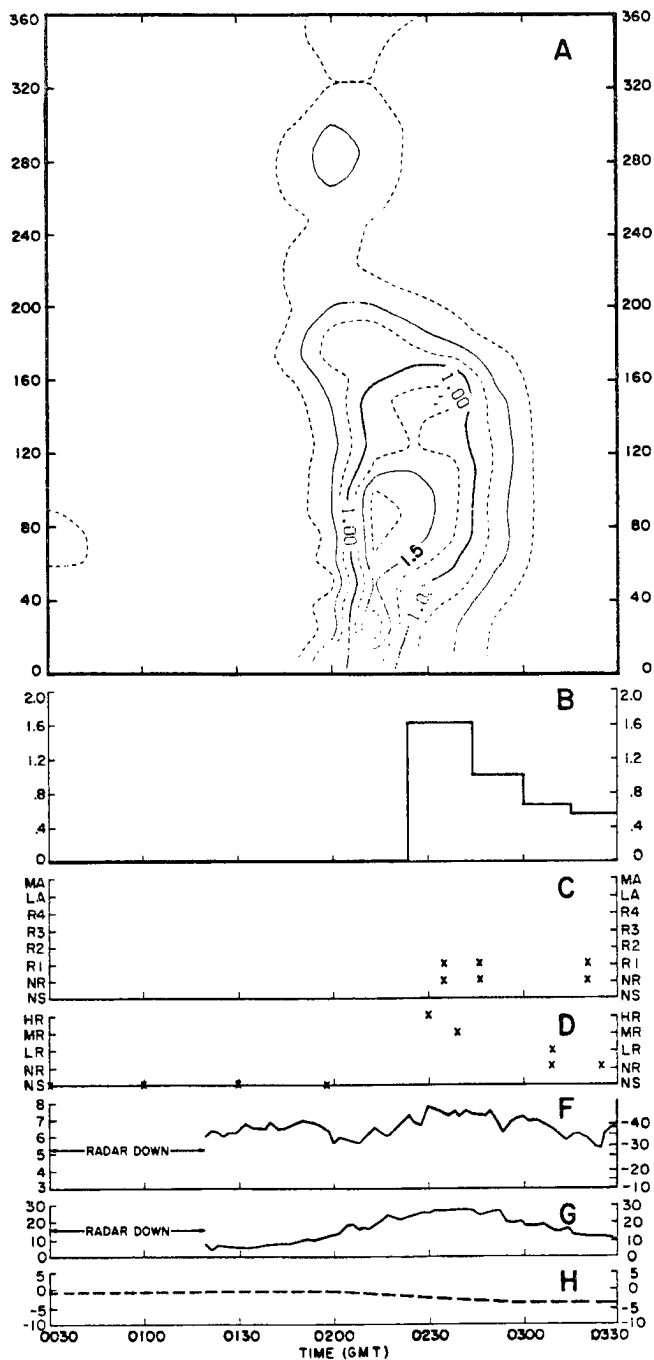 360 A 360
320 320
280 280
240 240
200 200
160 1.00 160
120 120
80 1.00 80
1.5
40 1.0 40
0 0
2.0 B 2.0
1.6 1.6
1.2 1.2
.8 .8
.4 .4
0 0
MA C MA
LA LA
R4 R4
R3 R3
R2 R2
R1 x x x R1
NR x x x NR
NS NS
HR x D HR
MR x MR
LR x LR
NR x x NR
NS x x x x NS
8 F
7 -40
6 -30
5 RADAR DOWN -20
4
3 -10
30 G 30
20 RADAR DOWN 20
10 10
0 0
5 H 5
0 0
-5 -5
-10 -10
0030 0100 0130 0200 0230 0300 0330
TIME (GMT)